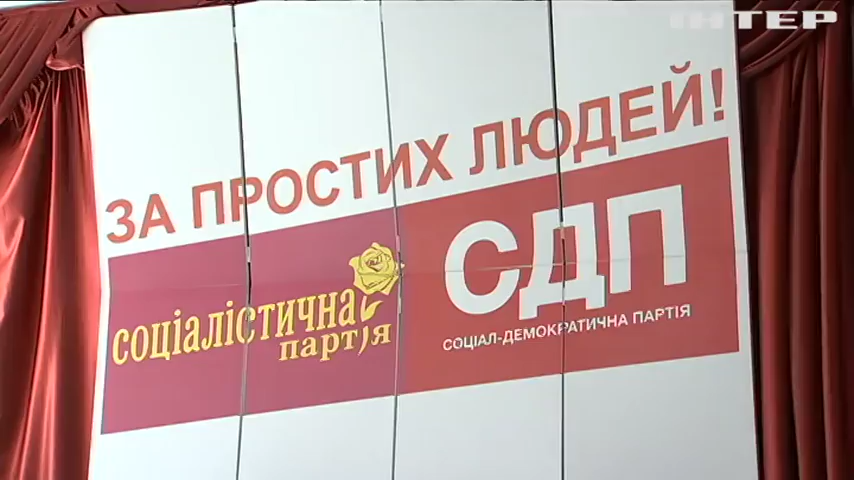 ІНТЕР
ЗА ПРОСТИХ ЛЮДЕЙ!
соціалістична
партія
СДП
СОЦІАЛ-ДЕМОКРАТИЧНА ПАРТІЯ